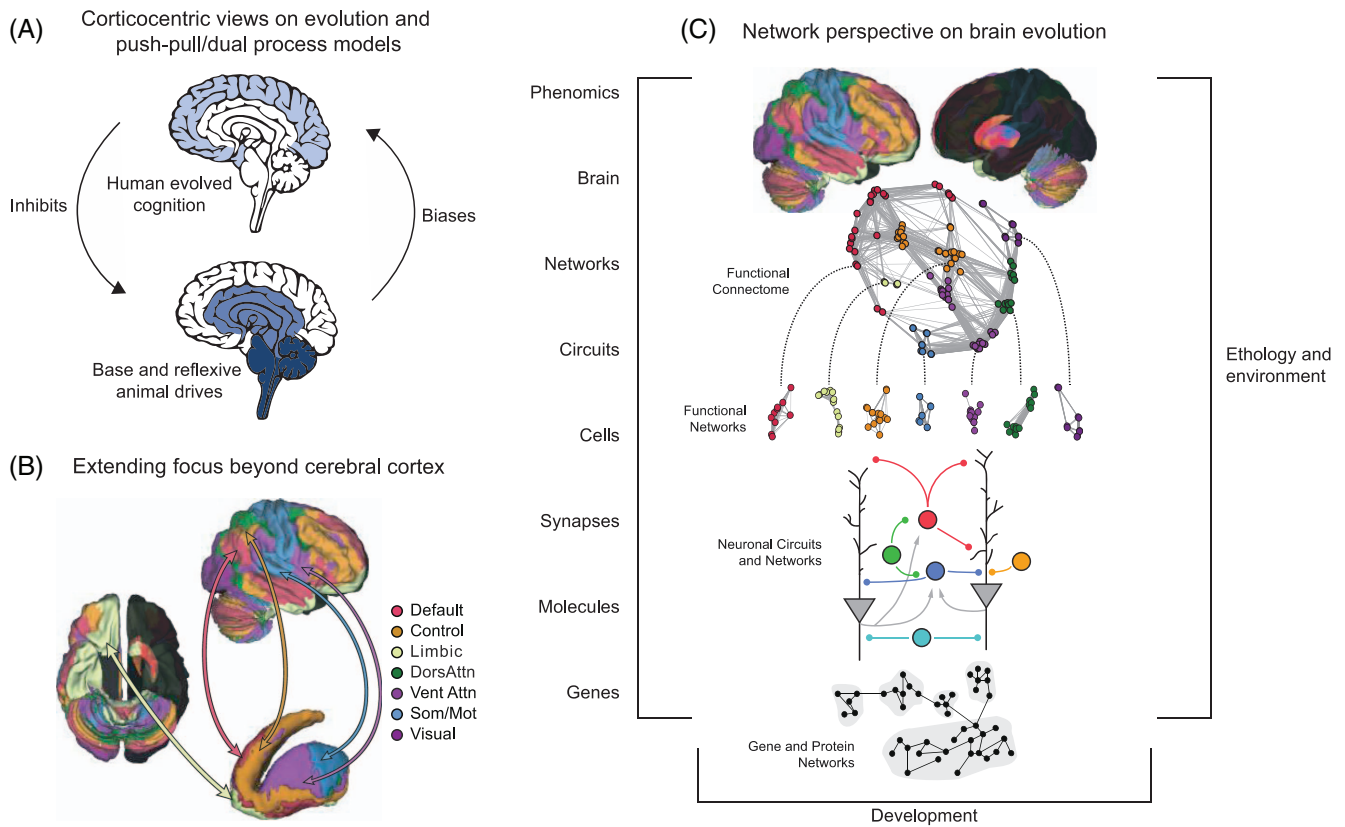 (A)
Corticocentric views on evolution and
push-pull/dual process models
Inhibits
Human evolved
cognition
Biases
Base and reflexive
animal drives
(B)
Extending focus beyond cerebral cortex
Default
Control
Limbic
DorsAttn
Vent Attn
Som/Mot
Visual
(C)
Network perspective on brain evolution
Phenomics
Brain
Networks
Circuits
Cells
Synapses
Molecules
Genes
Functional
Connectome
Functional
Networks
Neuronal Circuits
and Networks
Gene and Protein
Networks
Ethology and
environment
Development